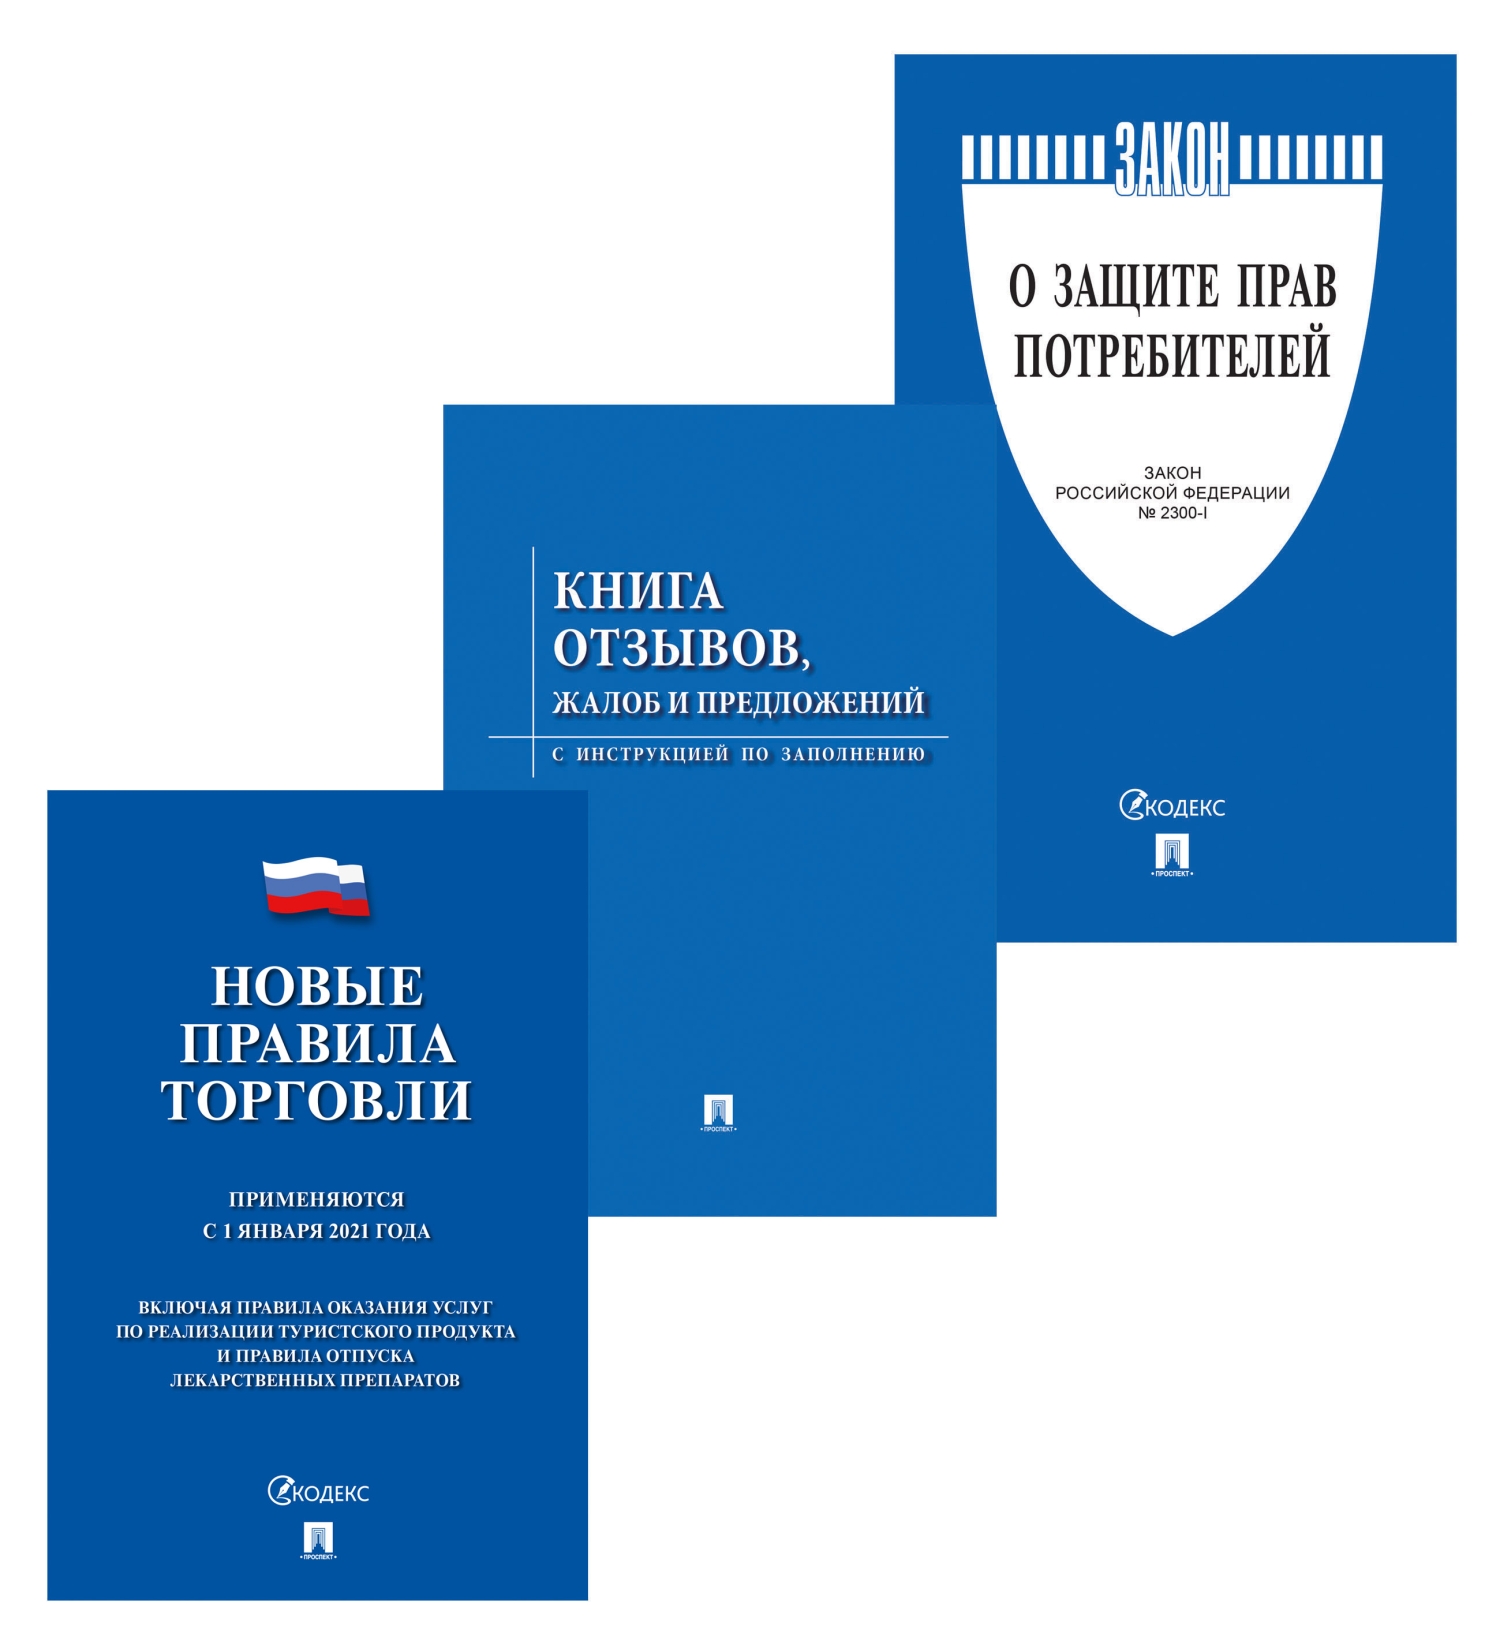 ЗАКОН
О ЗАЩИТЕ ПРАВ
ПОТРЕБИТЕЛЕЙ
ЗАКОН
РОССИЙСКОЙ ФЕДЕРАЦИИ
№ 2300-I
КОДЕКС
• ПРОСПЕКТ •
КНИГА
ОТЗЫВОВ,
ЖАЛОБ И ПРЕДЛОЖЕНИЙ
С ИНСТРУКЦИЕЙ ПО ЗАПОЛНЕНИЮ
• ПРОСПЕКТ •
НОВЫЕ
ПРАВИЛА
ТОРГОВЛИ
ПРИМЕНЯЮТСЯ
С 1 ЯНВАРЯ 2021 ГОДА
ВКЛЮЧАЯ ПРАВИЛА ОКАЗАНИЯ УСЛУГ
ПО РЕАЛИЗАЦИИ ТУРИСТСКОГО ПРОДУКТА
И ПРАВИЛА ОТПУСКА
ЛЕКАРСТВЕННЫХ ПРЕПАРАТОВ
КОДЕКС
• ПРОСПЕКТ •